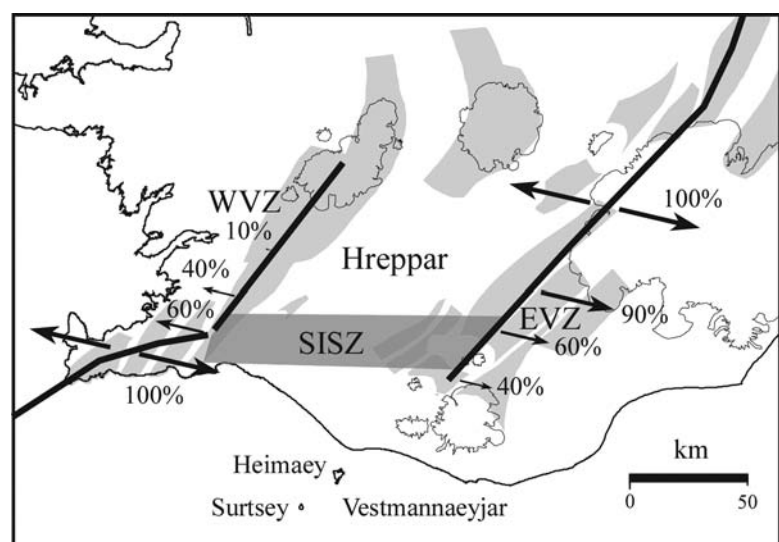 WVZ
10%
100%
40%
Hreppar
60%
EVZ
90%
SISZ
60%
100%
40%
km
0 50
Heimaey
Surtsey Vestmannaeyjar